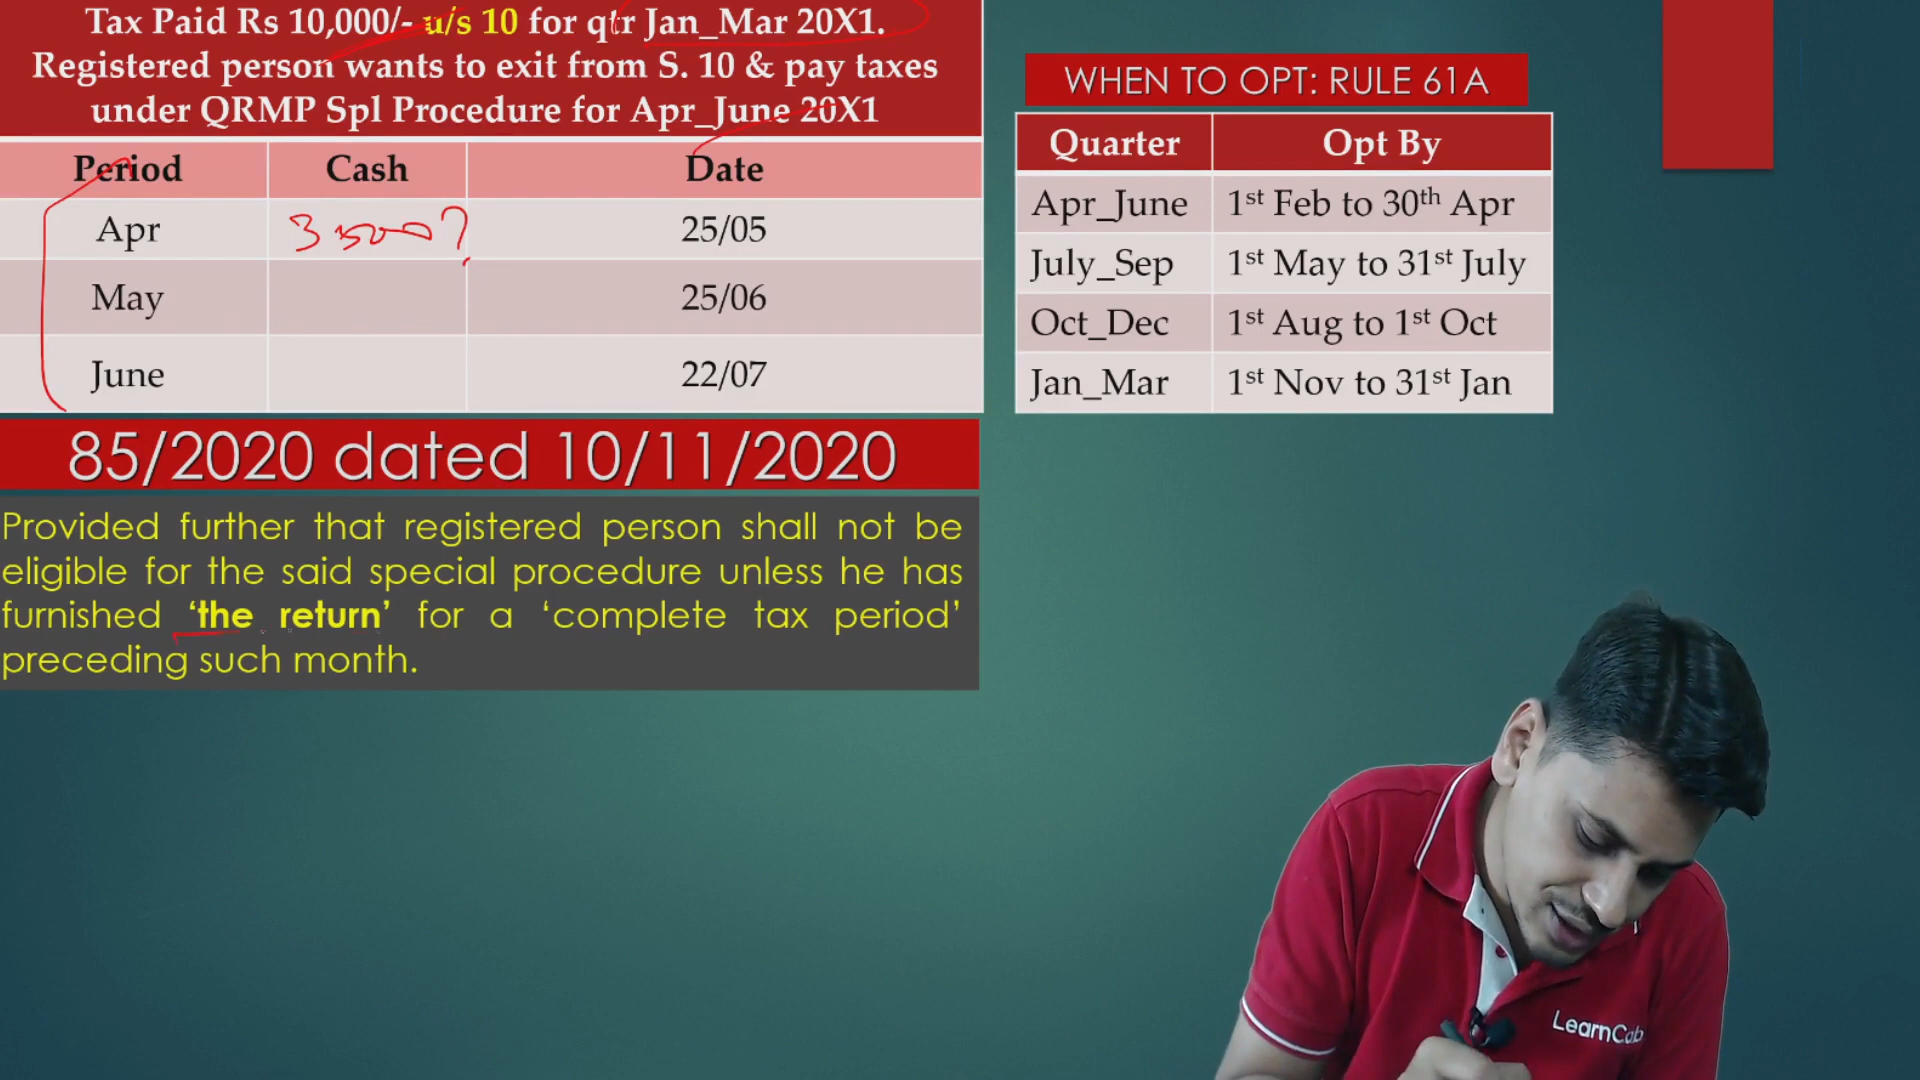 Tax Paid Rs 10,000/- u/s 10 for qtr Jan_Mar 20X1.
Registered person wants to exit from S. 10 & pay taxes
under QRMP Spl Procedure for Apr_June 20X1
Period Cash Date
Apr 3500? 25/05
May 25/06
June 22/07
85/2020 dated 10/11/2020
Provided further that registered person shall not be
eligible for the said special procedure unless he has
furnished ‘the return’ for a ‘complete tax period’
preceding such month.
WHEN TO OPT: RULE 61A
Quarter Opt By
Apr_June 1st Feb to 30th Apr
July_Sep 1st May to 31st July
Oct_Dec 1st Aug to 1st Oct
Jan_Mar 1st Nov to 31st Jan
LearnCab